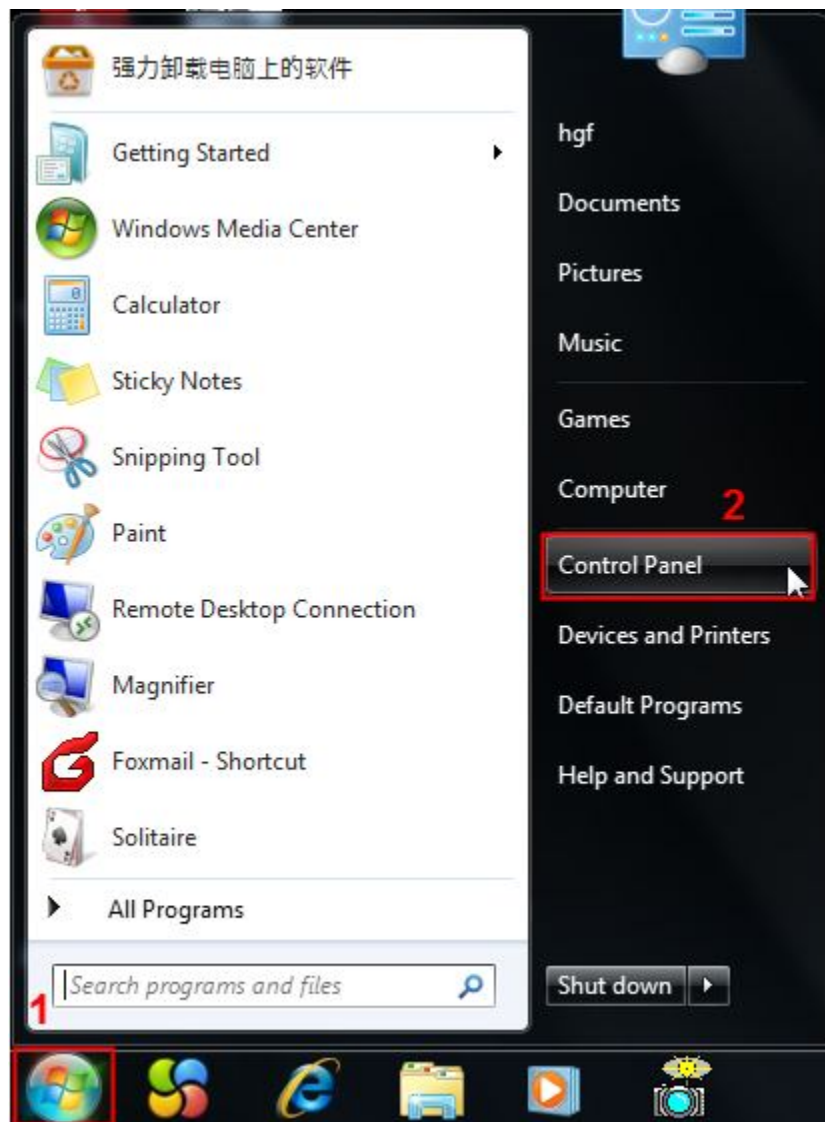 强力卸载电脑上的软件
Getting Started
Windows Media Center
Calculator
Sticky Notes
Snipping Tool
Paint
Remote Desktop Connection
Magnifier
Foxmail - Shortcut
Solitaire
All Programs
Search programs and files
1
hgf
Documents
Pictures
Music
Games
Computer
2
Control Panel
Devices and Printers
Default Programs
Help and Support
Shut down